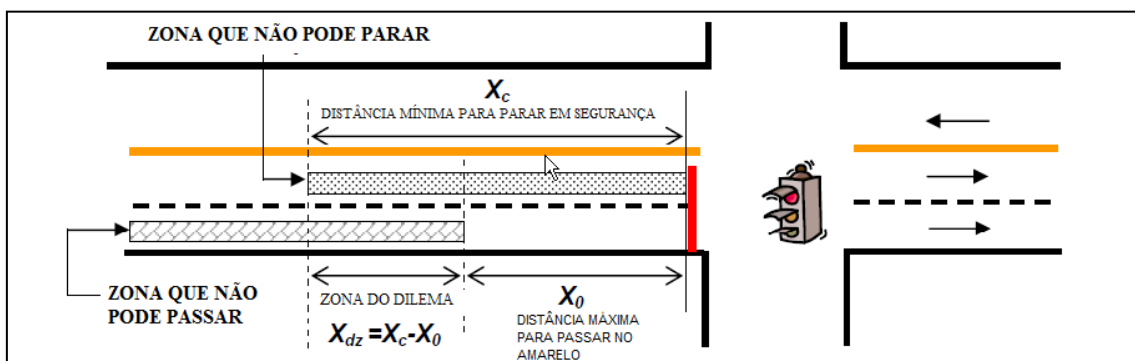 ZONA QUE NÃO PODE PARAR
Xc
DISTÂNCIA MÍNIMA PARA PARAR EM SEGURANÇA
ZONA QUE NÃO
PODE PASSAR
ZONA DO DILEMA
Xdz =Xc-X0
X0
DISTÂNCIA MÁXIMA
PARA PASSAR NO
AMARELO